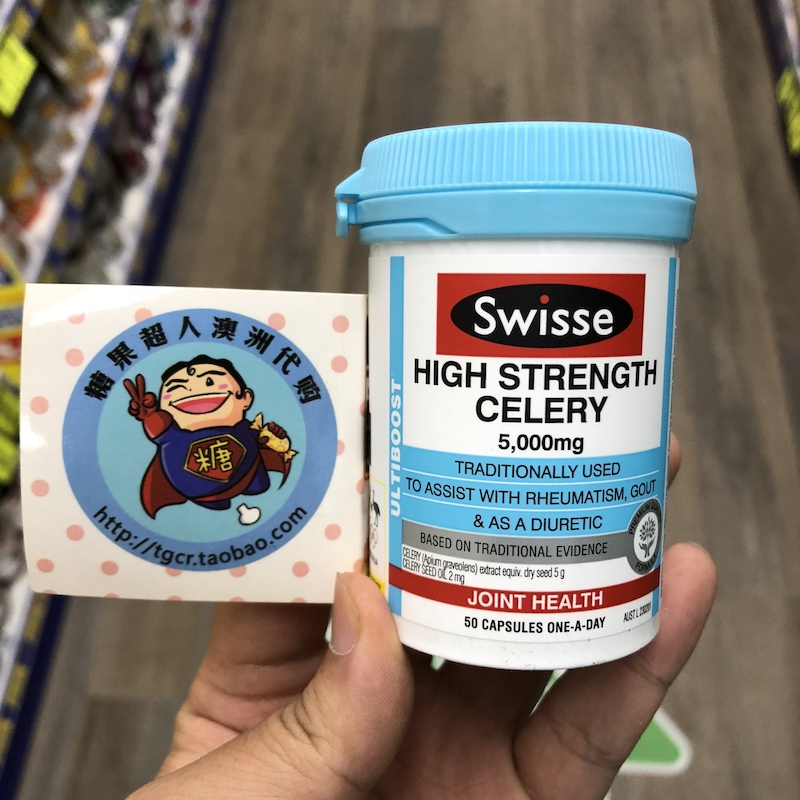 糖果超人澳洲代购
糖
http://tgcr.taobao.com
ULTIBOOST
Swisse
HIGH STRENGTH
CELERY
5,000mg
TRADITIONALLY USED
TO ASSIST WITH RHEUMATISM, GOUT
& AS A DIURETIC
BASED ON TRADITIONAL EVIDENCE
CELERY (Apium graveolens) extract equiv. dry seed 5 g
CELERY SEED OIL 2 mg
JOINT HEALTH
50 CAPSULES ONE-A-DAY
AUST L